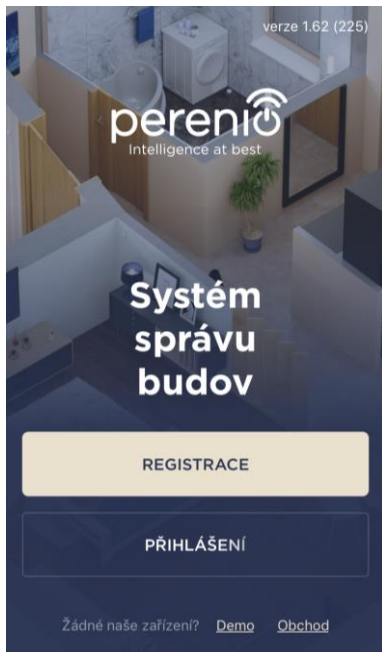 verze 1.62 (225)
perenio
Intelligence at best
Systém
správu
budov
REGISTRACE
PŘIHLÁŠENÍ
Žádné naše zařízení? Demo Obchod